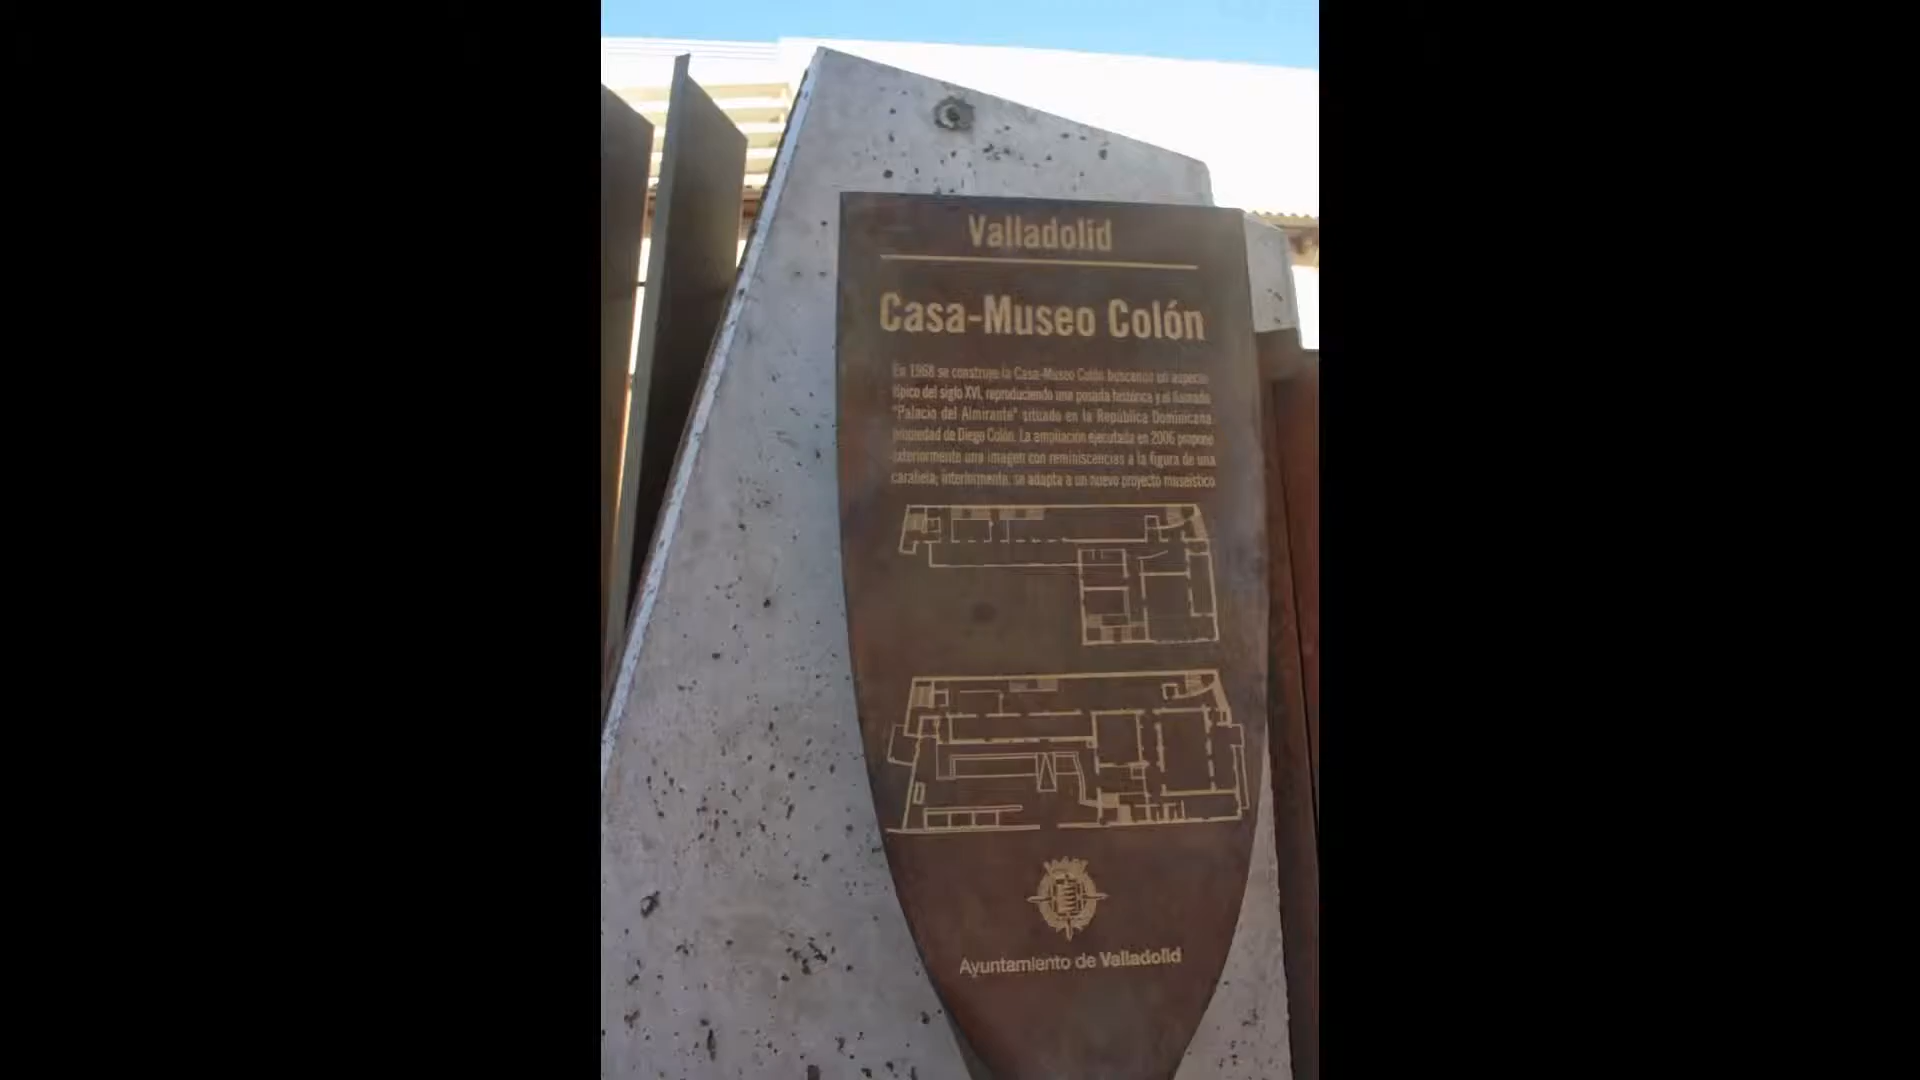 Valladolid
Casa-Museo Colón
En 1968 se construye la Casa-Museo Colón buscando un aspecto
típico del siglo XVI, reproduciendo una posada histórica y el llamado
"Palacio del Almirante" situado en la República Dominicana,
propiedad de Diego Colón. La ampliación ejecutada en 2006 propone
exteriormente una imagen con reminiscencias a la figura de una
carabela; interiormente, se adapta a un nuevo proyecto museístico
Ayuntamiento de Valladolid